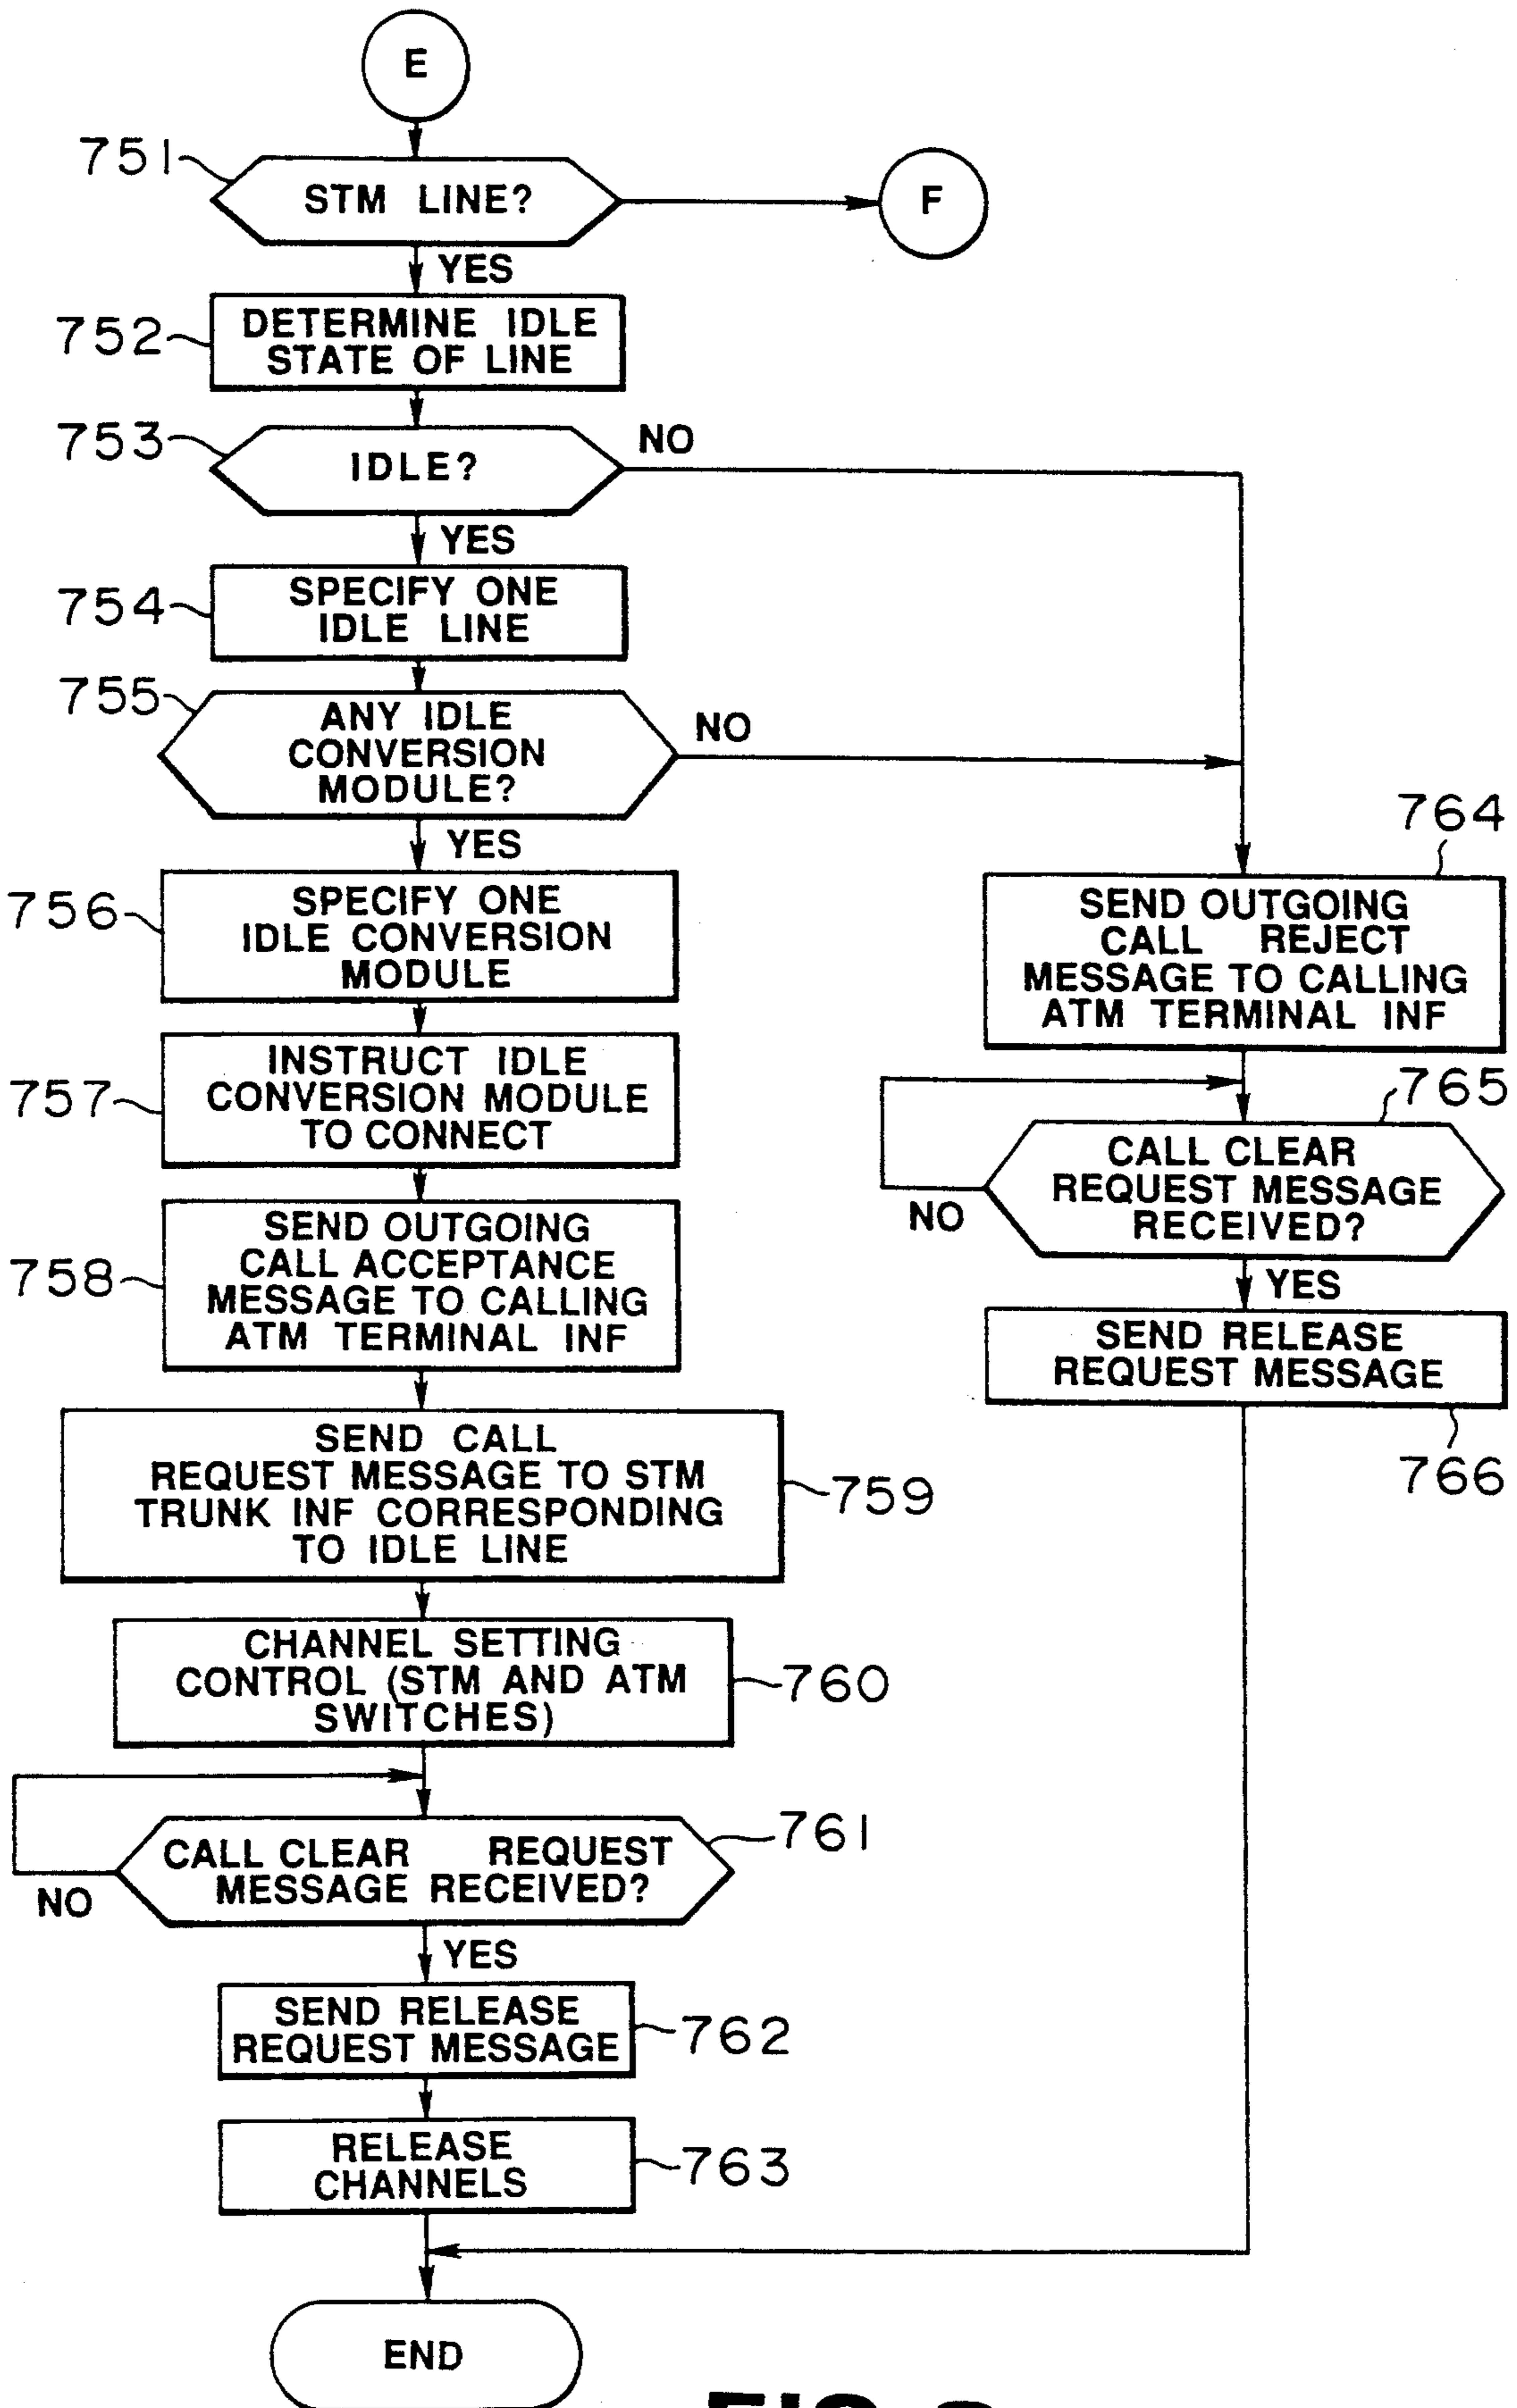 E
751
STM LINE?
F
YES
752
DETERMINE IDLE
STATE OF LINE
753
IDLE?
NO
YES
754
SPECIFY ONE
IDLE LINE
755
ANY IDLE
CONVERSION
MODULE?
NO
YES
756
SPECIFY ONE
IDLE CONVERSION
MODULE
757
INSTRUCT IDLE
CONVERSION MODULE
TO CONNECT
758
SEND OUTGOING
CALL ACCEPTANCE
MESSAGE TO CALLING
ATM TERMINAL INF
SEND CALL
REQUEST MESSAGE TO STM
TRUNK INF CORRESPONDING
TO IDLE LINE
759
CHANNEL SETTING
CONTROL (STM AND ATM
SWITCHES)
760
761
CALL CLEAR REQUEST
MESSAGE RECEIVED?
NO
YES
SEND RELEASE
REQUEST MESSAGE
762
RELEASE
CHANNELS
763
764
SEND OUTGOING
CALL REJECT
MESSAGE TO CALLING
ATM TERMINAL INF
765
CALL CLEAR
REQUEST MESSAGE
RECEIVED?
NO
YES
SEND RELEASE
REQUEST MESSAGE
766
END